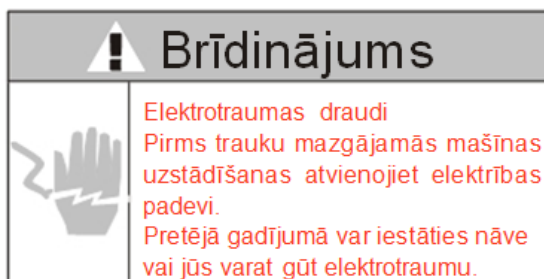 Brīdinājums
Elektrotraumas draudi
Pirms trauku mazgājamās mašīnas
uzstādīšanas atvienojiet elektrības
padevi.
Pretējā gadījumā var iestāties nāve
vai jūs varat gūt elektrotraumu.